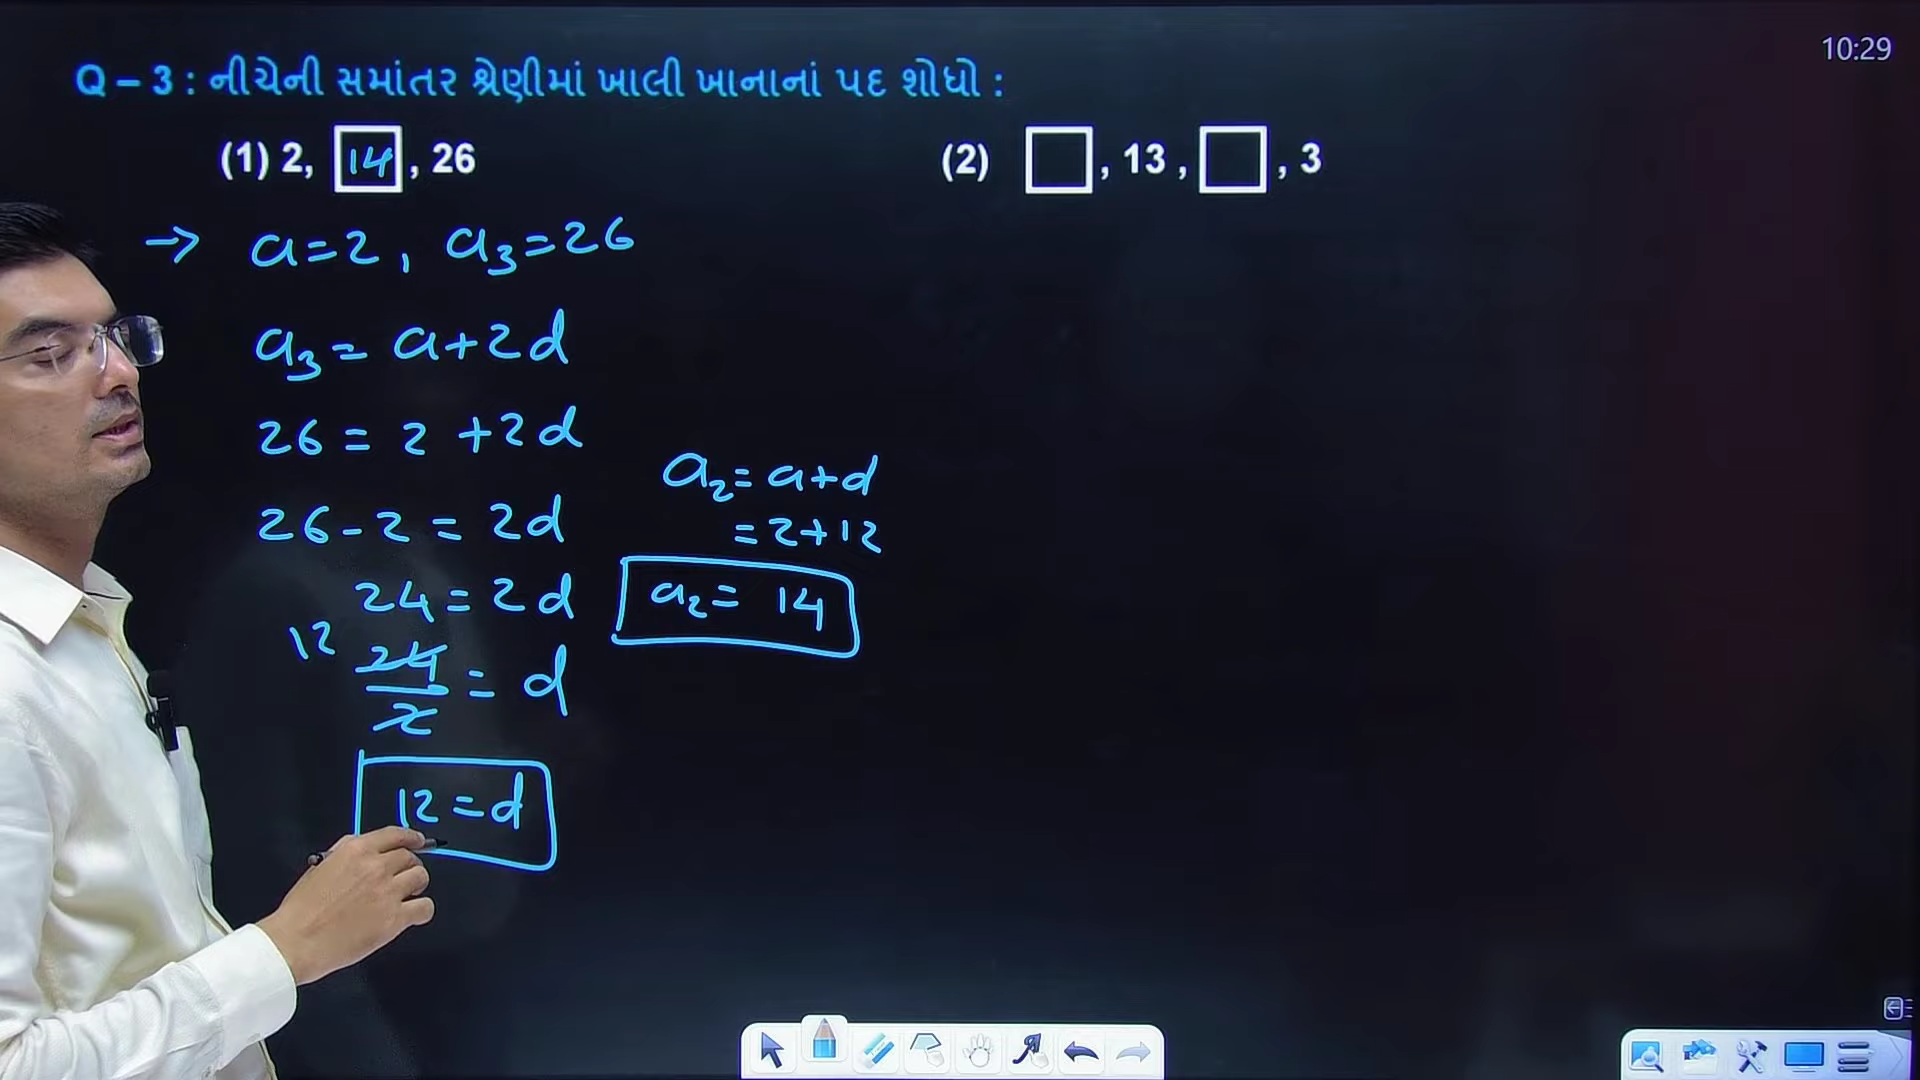 10:29
Q – 3 : નીચેની સમાંતર શ્રેણીમાં ખાલી ખાનાનાં પદ શોધો :
(1) 2, 14 , 26
(2) , 13 , , 3
→ a=2, a₃=26
a₃ = a+2d
26 = 2 +2d
26-2 = 2d
24 = 2d
12 24/2 = d
12 = d
a₂ = a+d
= 2+12
a₂ = 14